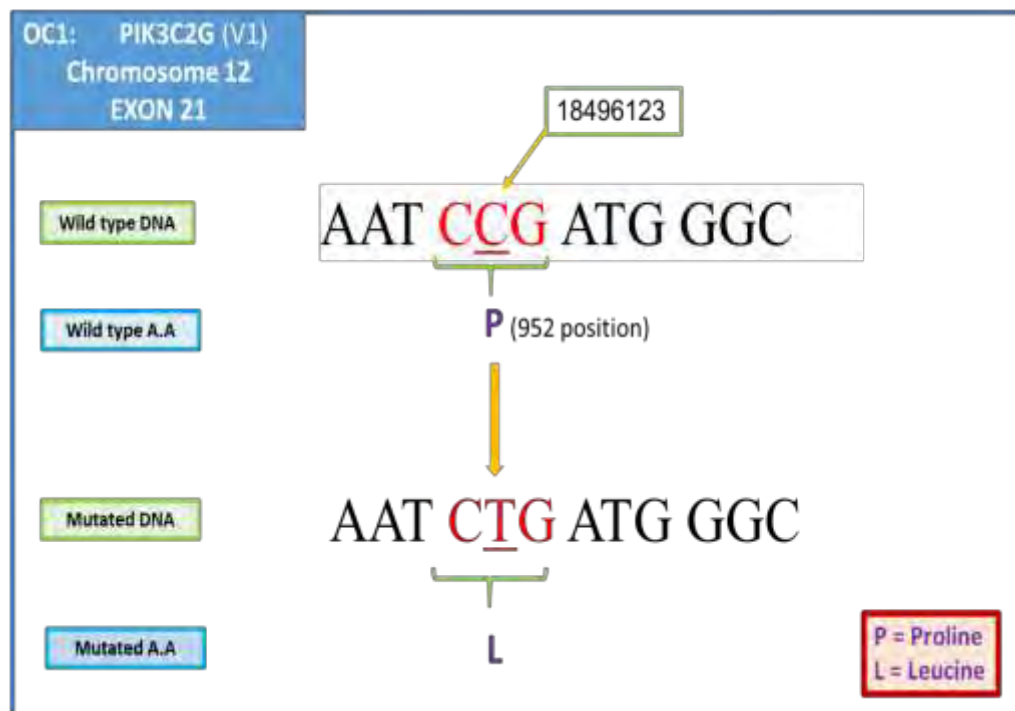 OC1: PIK3C2G (V1)
Chromosome 12
EXON 21
18496123
Wild type DNA
AAT CCG ATG GGC
Wild type A.A
P (952 position)
Mutated DNA
AAT CTG ATG GGC
Mutated A.A
L
P = Proline
L = Leucine